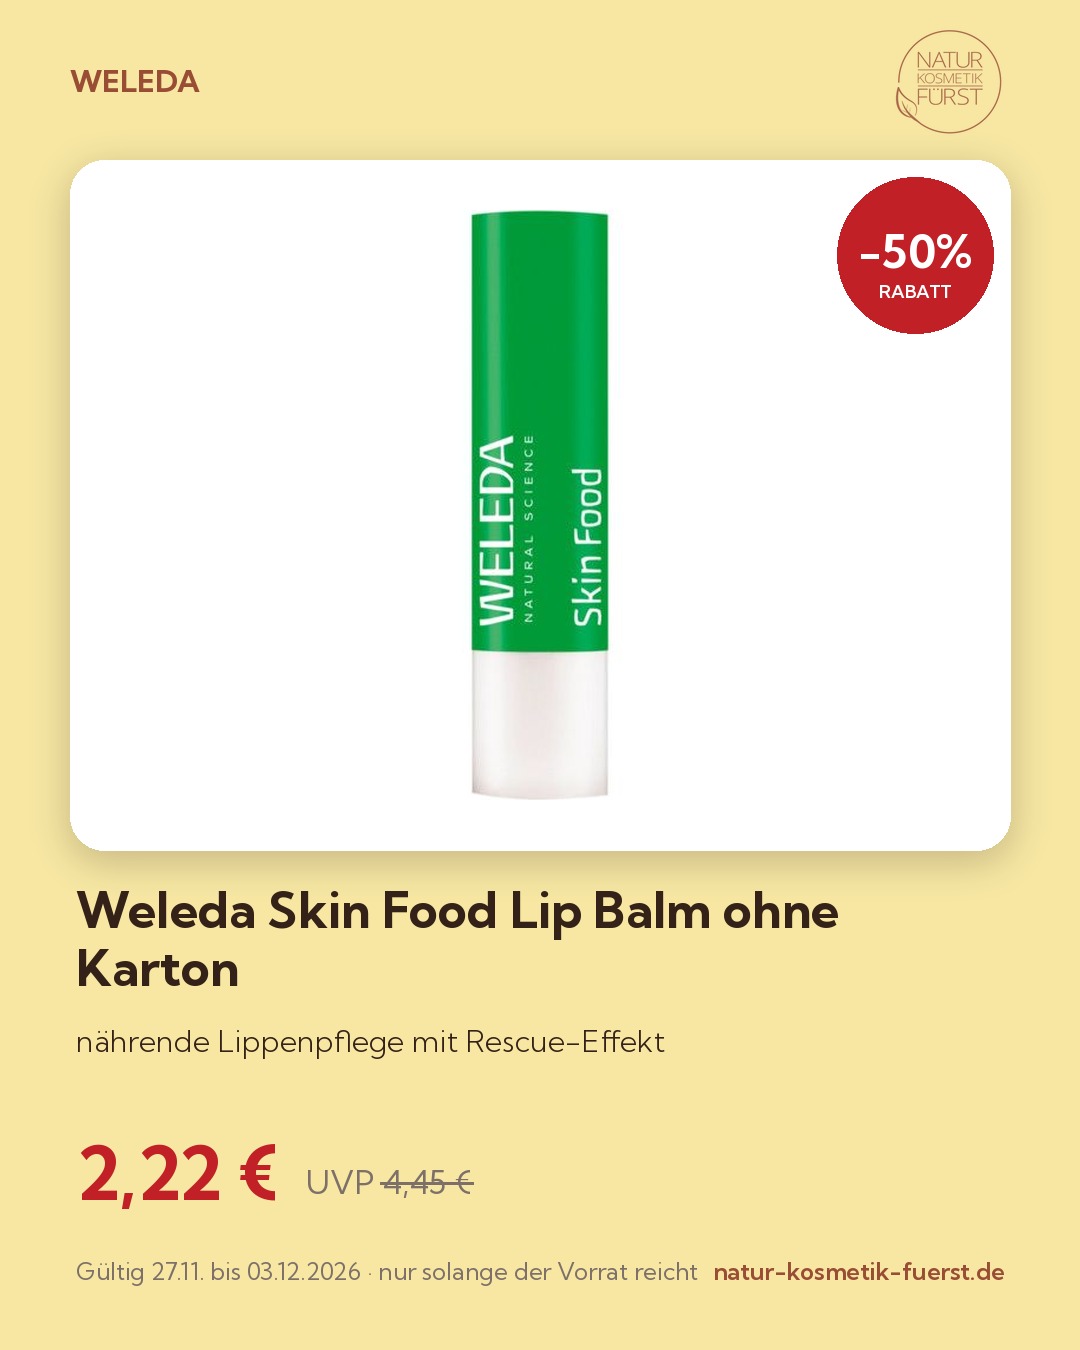 WELEDA
NATUR
KOSMETIK
FÜRST
-50%
RABATT
WELEDA
NATURAL SCIENCE
Skin Food
Weleda Skin Food Lip Balm ohne
Karton
nährende Lippenpflege mit Rescue-Effekt
2,22 € UVP 4,45 €
Gültig 27.11. bis 03.12.2026 · nur solange der Vorrat reicht natur-kosmetik-fuerst.de